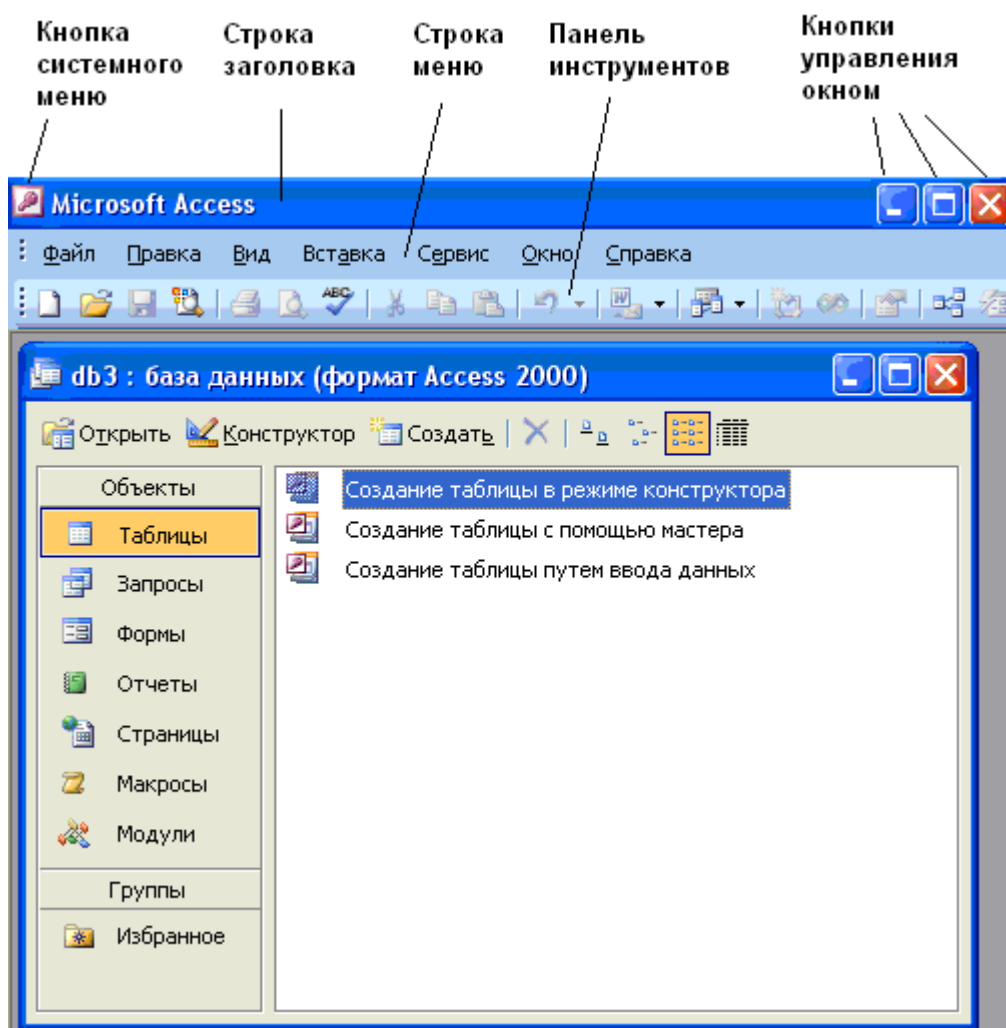 Кнопка системного меню
Строка заголовка
Строка меню
Панель инструментов
Кнопки управления окном
Microsoft Access
Файл Правка Вид Вставка Сервис Окно Справка
ABC
W
db3 : база данных (формат Access 2000)
Открыть Конструктор Создать
Объекты
Таблицы
Запросы
Формы
Отчеты
Страницы
Макросы
Модули
Группы
Избранное
Создание таблицы в режиме конструктора
Создание таблицы с помощью мастера
Создание таблицы путем ввода данных